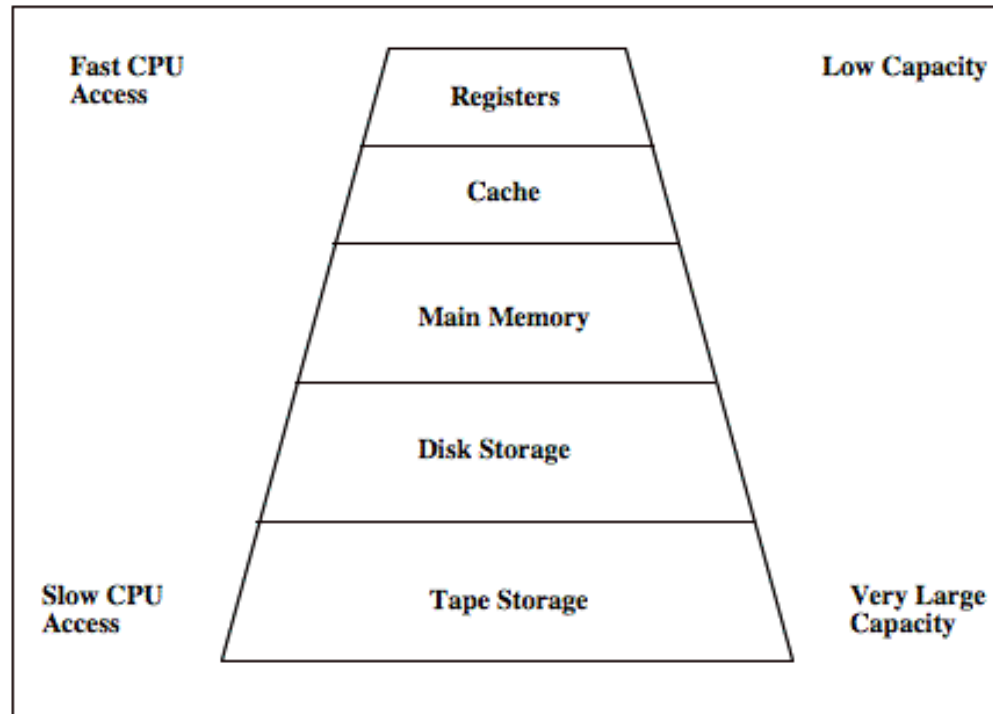 Fast CPU
Access
Low Capacity
Registers
Cache
Main Memory
Disk Storage
Slow CPU
Access
Tape Storage
Very Large
Capacity